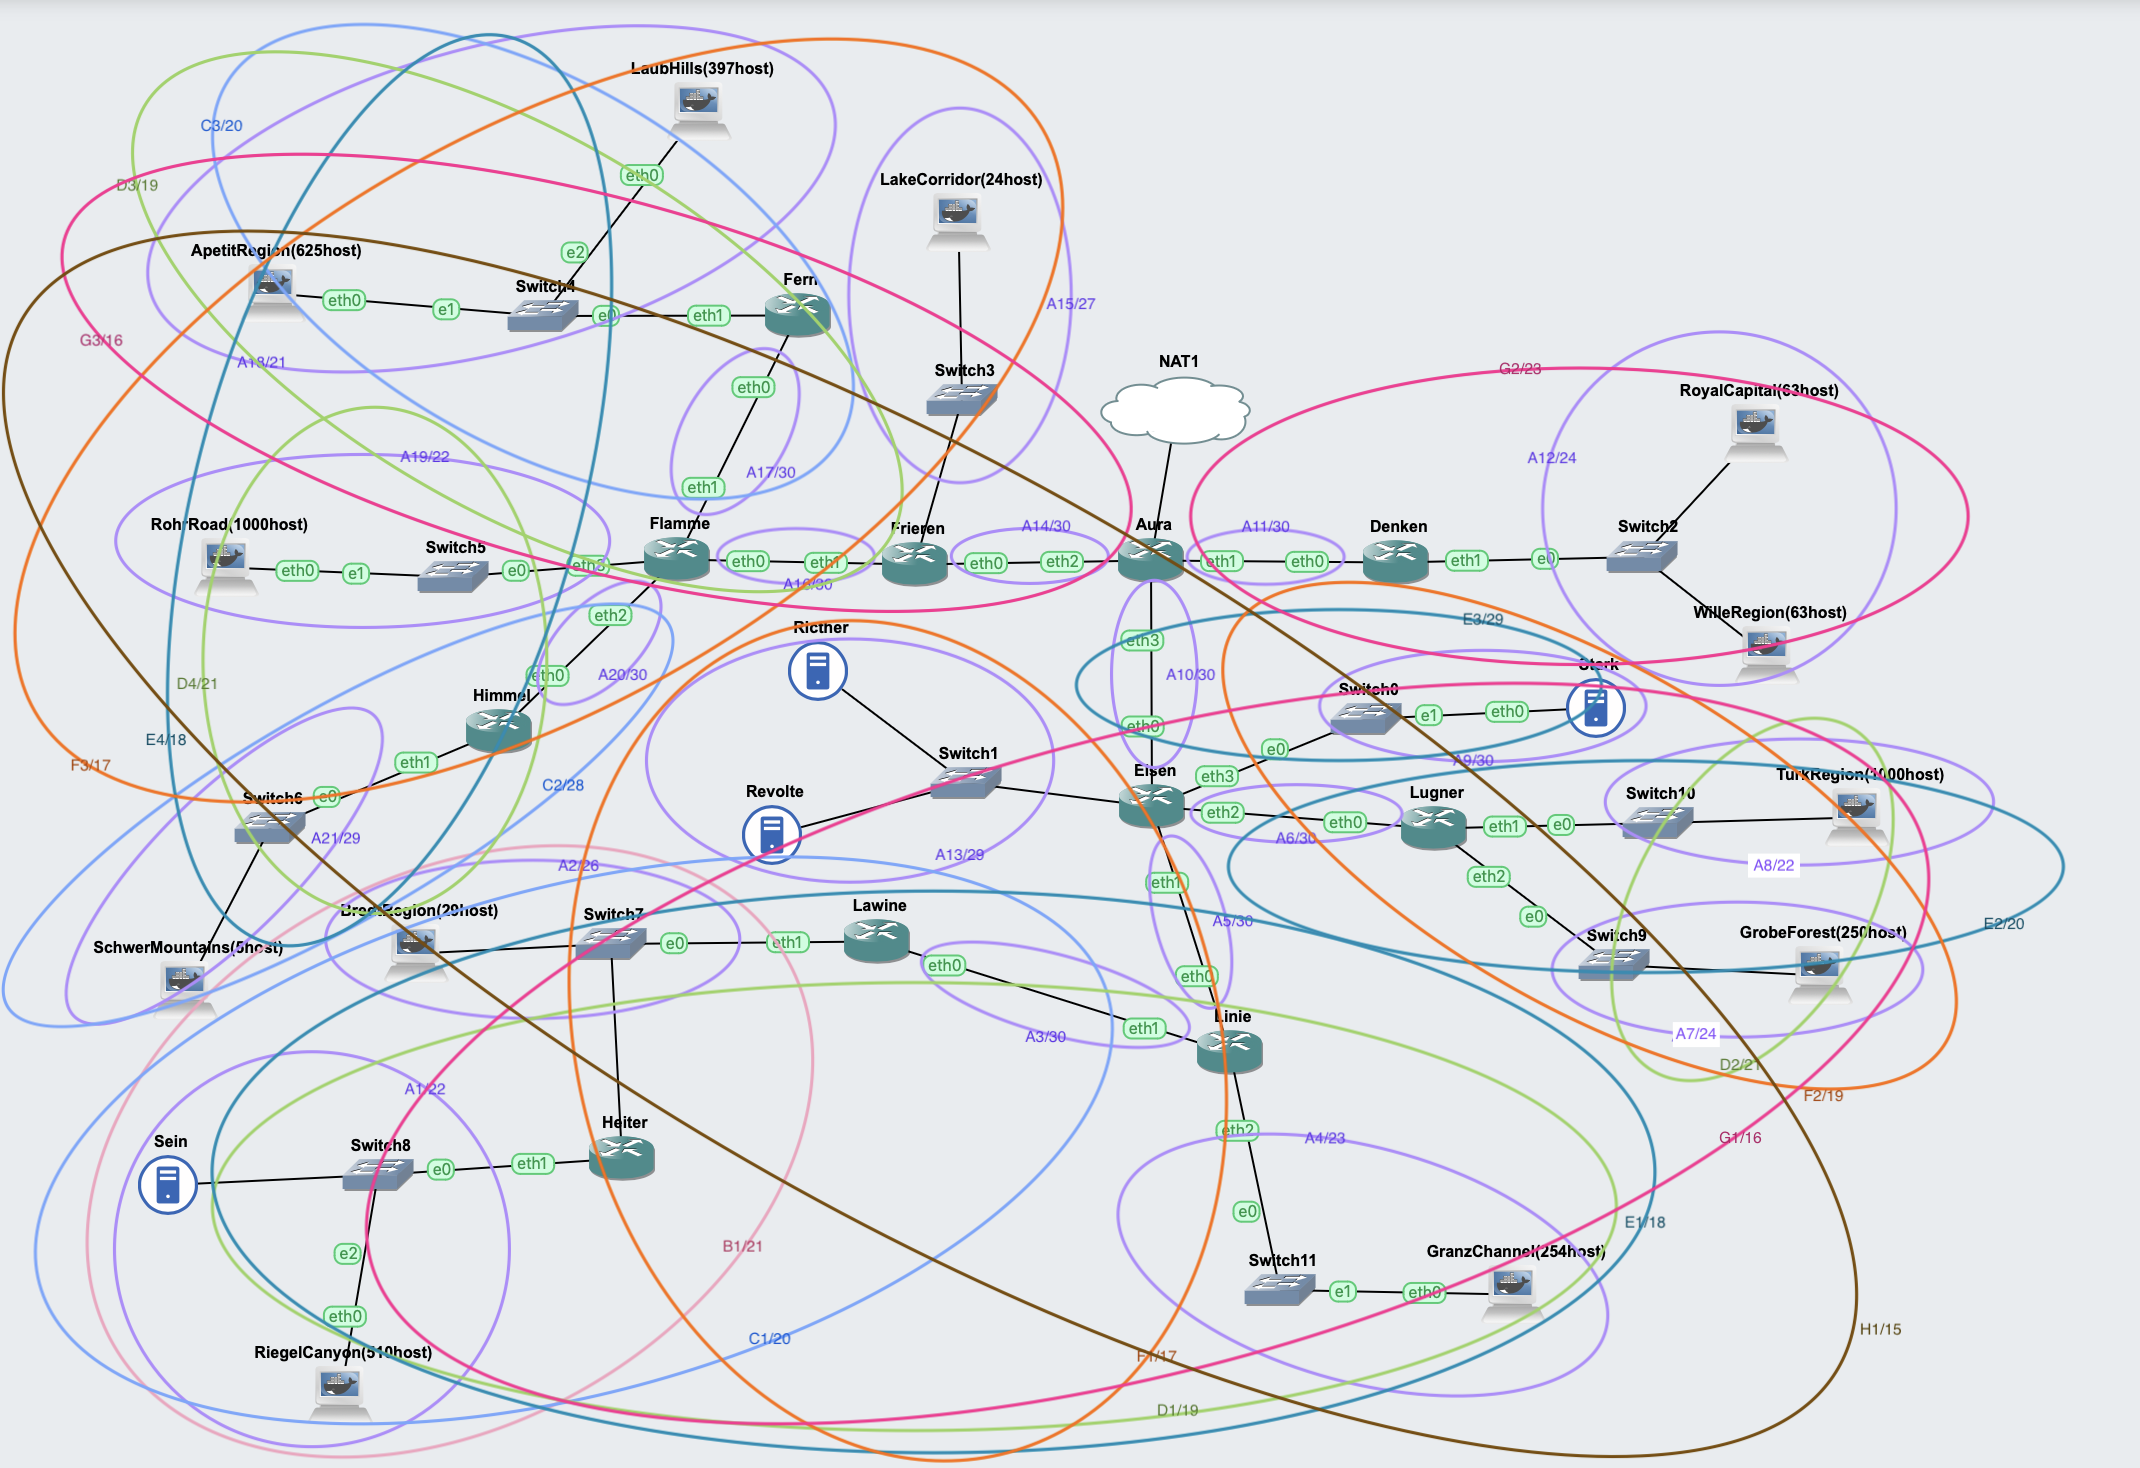 LaubHills(397host)
C3/20
eth0
D3/19
LakeCorridor(24host)
ApetitRegion(625host)
e2
Fern
Switch4
eth0
e1
e0
eth1
A15/27
G3/16
A18/21
NAT1
Switch3
G2/23
RoyalCapital(63host)
eth0
A19/22
A17/30
A12/24
eth1
RohrRoad(1000host)
Flamme
Frieren
A14/30
Aura
A11/30
Denken
Switch2
Switch5
eth0
e1
e0
eth3
eth0
eth1
eth0
eth2
eth1
eth0
eth1
e0
A16/30
eth2
WilleRegion(63host)
Ricther
E3/29
eth3
Stark
D4/21
eth0
A20/30
A10/30
Himmel
Switch0
e1
eth0
E4/18
eth0
e0
F3/17
eth1
Switch1
A9/30
Eisen
eth3
TurkRegion(1000host)
C2/28
Revolte
Lugner
Switch10
Switch6
e0
eth2
eth0
eth1
e0
A21/29
A6/30
A13/29
A2/26
A8/22
eth2
eth1
BredtRegion(29host)
Switch7
Lawine
A5/30
e0
E2/20
SchwerMountains(5host)
e0
eth1
Switch9
GrobeForest(250host)
eth0
eth0
Linie
eth1
A3/30
A7/24
D2/21
A1/22
F2/19
Heiter
eth2
A4/23
G1/16
Sein
Switch8
e0
eth1
e0
E1/18
e2
B1/21
Switch11
GranzChannel(254host)
e1
eth0
eth0
C1/20
H1/15
RiegelCanyon(510host)
F1/17
D1/19